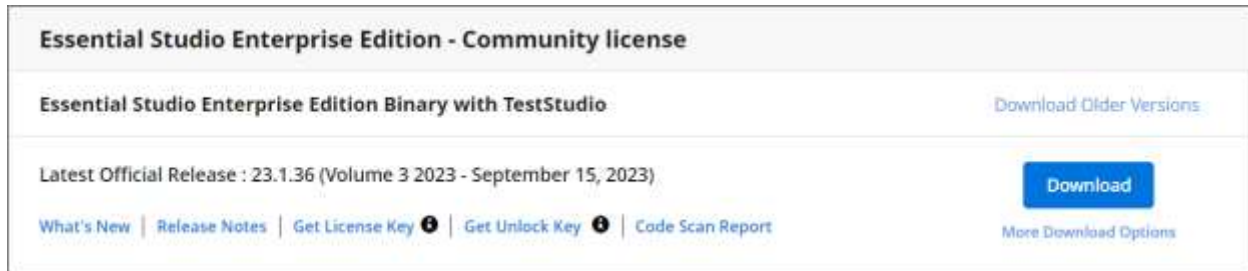 Essential Studio Enterprise Edition - Community license
Essential Studio Enterprise Edition Binary with TestStudio
Download Older Versions
Latest Official Release : 23.1.36 (Volume 3 2023 - September 15, 2023)
Download
What's New | Release Notes | Get License Key | Get Unlock Key | Code Scan Report
More Download Options